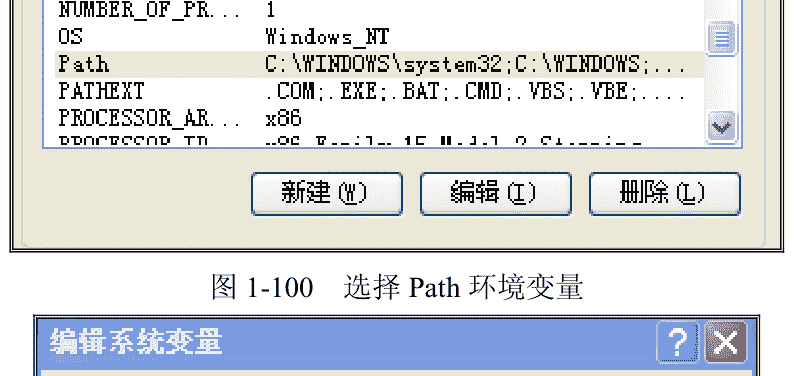 NUMBER_OF_PR... 1
OS Windows_NT
Path C:\WINDOWS\system32;C:\WINDOWS;...
PATHEXT .COM;.EXE;.BAT;.CMD;.VBS;.VBE;....
PROCESSOR_AR... x86
新建(W) 编辑(I) 删除(L)
图 1-100 选择 Path 环境变量
编辑系统变量